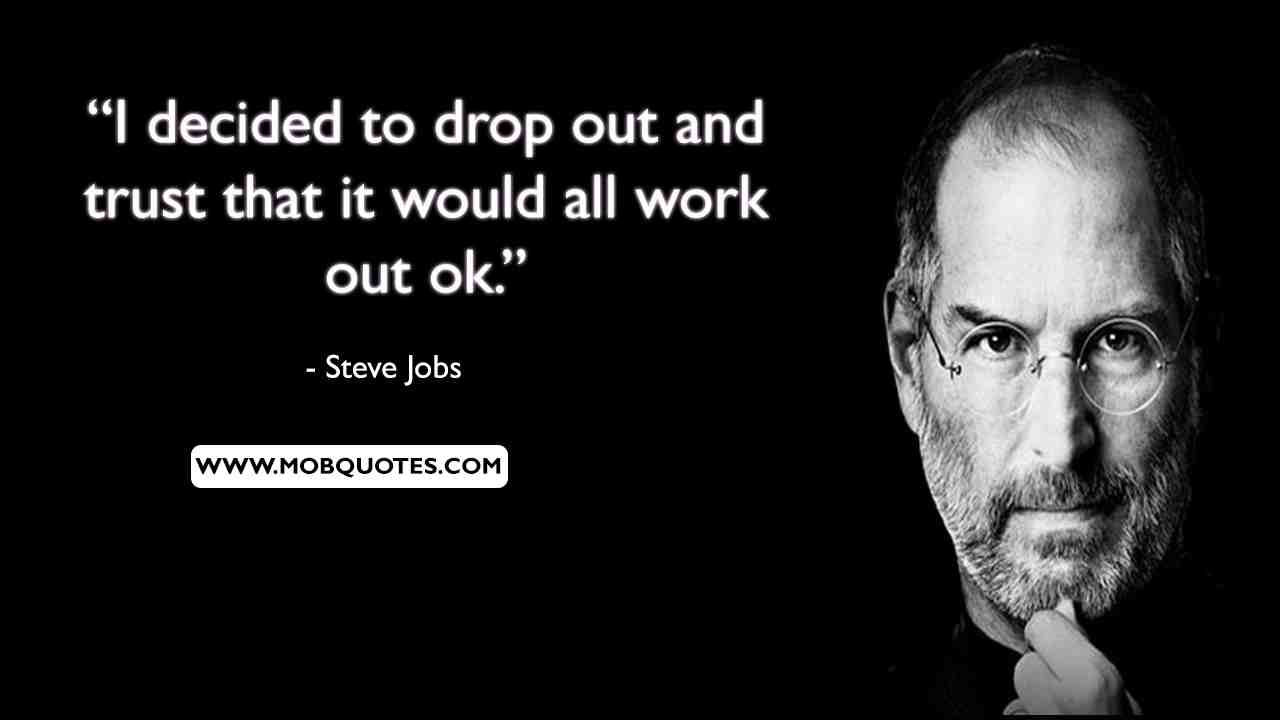 “I decided to drop out and
trust that it would all work
out ok.”
- Steve Jobs
WWW.MOBQUOTES.COM